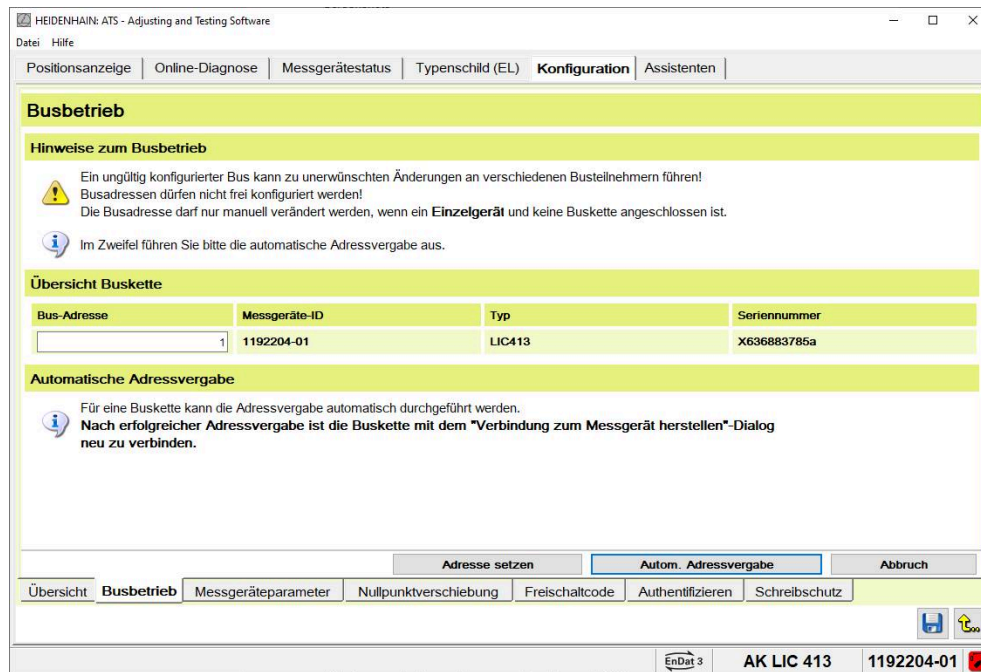 HEIDENHAIN: ATS - Adjusting and Testing Software
Datei Hilfe
Positionsanzeige Online-Diagnose Messgerätestatus Typenschild (EL) Konfiguration Assistenten
Busbetrieb
Hinweise zum Busbetrieb
Ein ungültig konfigurierter Bus kann zu unerwünschten Änderungen an verschiedenen Busteilnehmern führen!
Busadressen dürfen nicht frei konfiguriert werden!
Die Busadresse darf nur manuell verändert werden, wenn ein Einzelgerät und keine Buskette angeschlossen ist.
Im Zweifel führen Sie bitte die automatische Adressvergabe aus.
Übersicht Buskette
Bus-Adresse Messgeräte-ID Typ Seriennummer
1 1192204-01 LIC413 X636883785a
Automatische Adressvergabe
Für eine Buskette kann die Adressvergabe automatisch durchgeführt werden.
Nach erfolgreicher Adressvergabe ist die Buskette mit dem "Verbindung zum Messgerät herstellen"-Dialog
neu zu verbinden.
Adresse setzen Autom. Adressvergabe Abbruch
Übersicht Busbetrieb Messgeräteparameter Nullpunktverschiebung Freischaltcode Authentifizieren Schreibschutz
EnDat 3 AK LIC 413 1192204-01